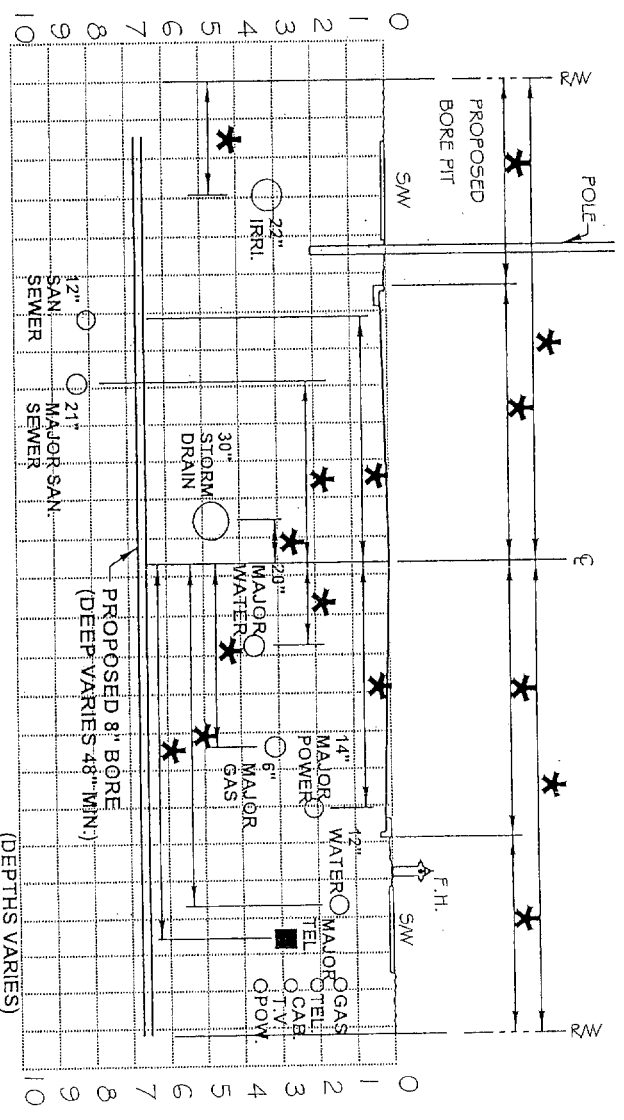 R/W
R/W
POLE
℄
PROPOSED
BORE PIT
S/W
F.H.
S/W
0
1
2
3
4
5
6
7
8
9
10
0
1
2
3
4
5
6
7
8
9
10
22"
IRRI.
12"
SAN.
SEWER
21"
MAJOR SAN.
SEWER
30"
STORM
DRAIN
20"
MAJOR
WATER
6"
MAJOR
GAS
14"
MAJOR
POWER
12"
WATER
MAJOR
TEL
GAS
TEL
CAB.
T.V.
POW.
PROPOSED 8" BORE
(DEEP VARIES 48" MIN.)
(DEPTHS VARIES)